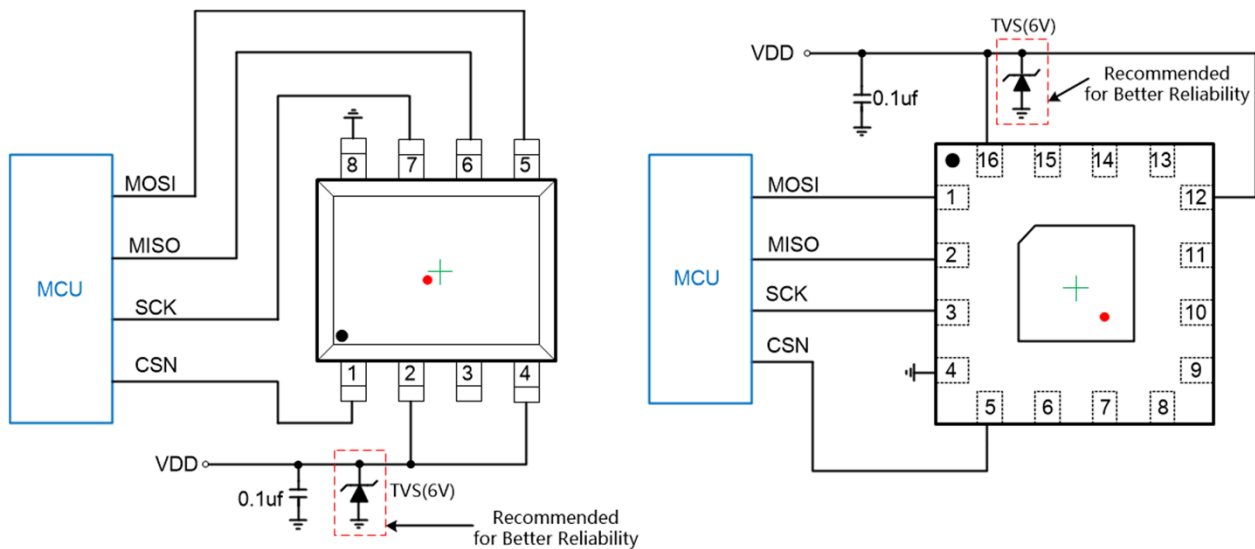 MCU
MOSI
MISO
SCK
CSN
8
7
6
5
1
2
3
4
VDD
0.1uf
TVS(6V)
Recommended
for Better Reliability
TVS(6V)
VDD
0.1uf
Recommended
for Better Reliability
MCU
MOSI
MISO
SCK
CSN
16
15
14
13
1
2
3
4
12
11
10
9
5
6
7
8